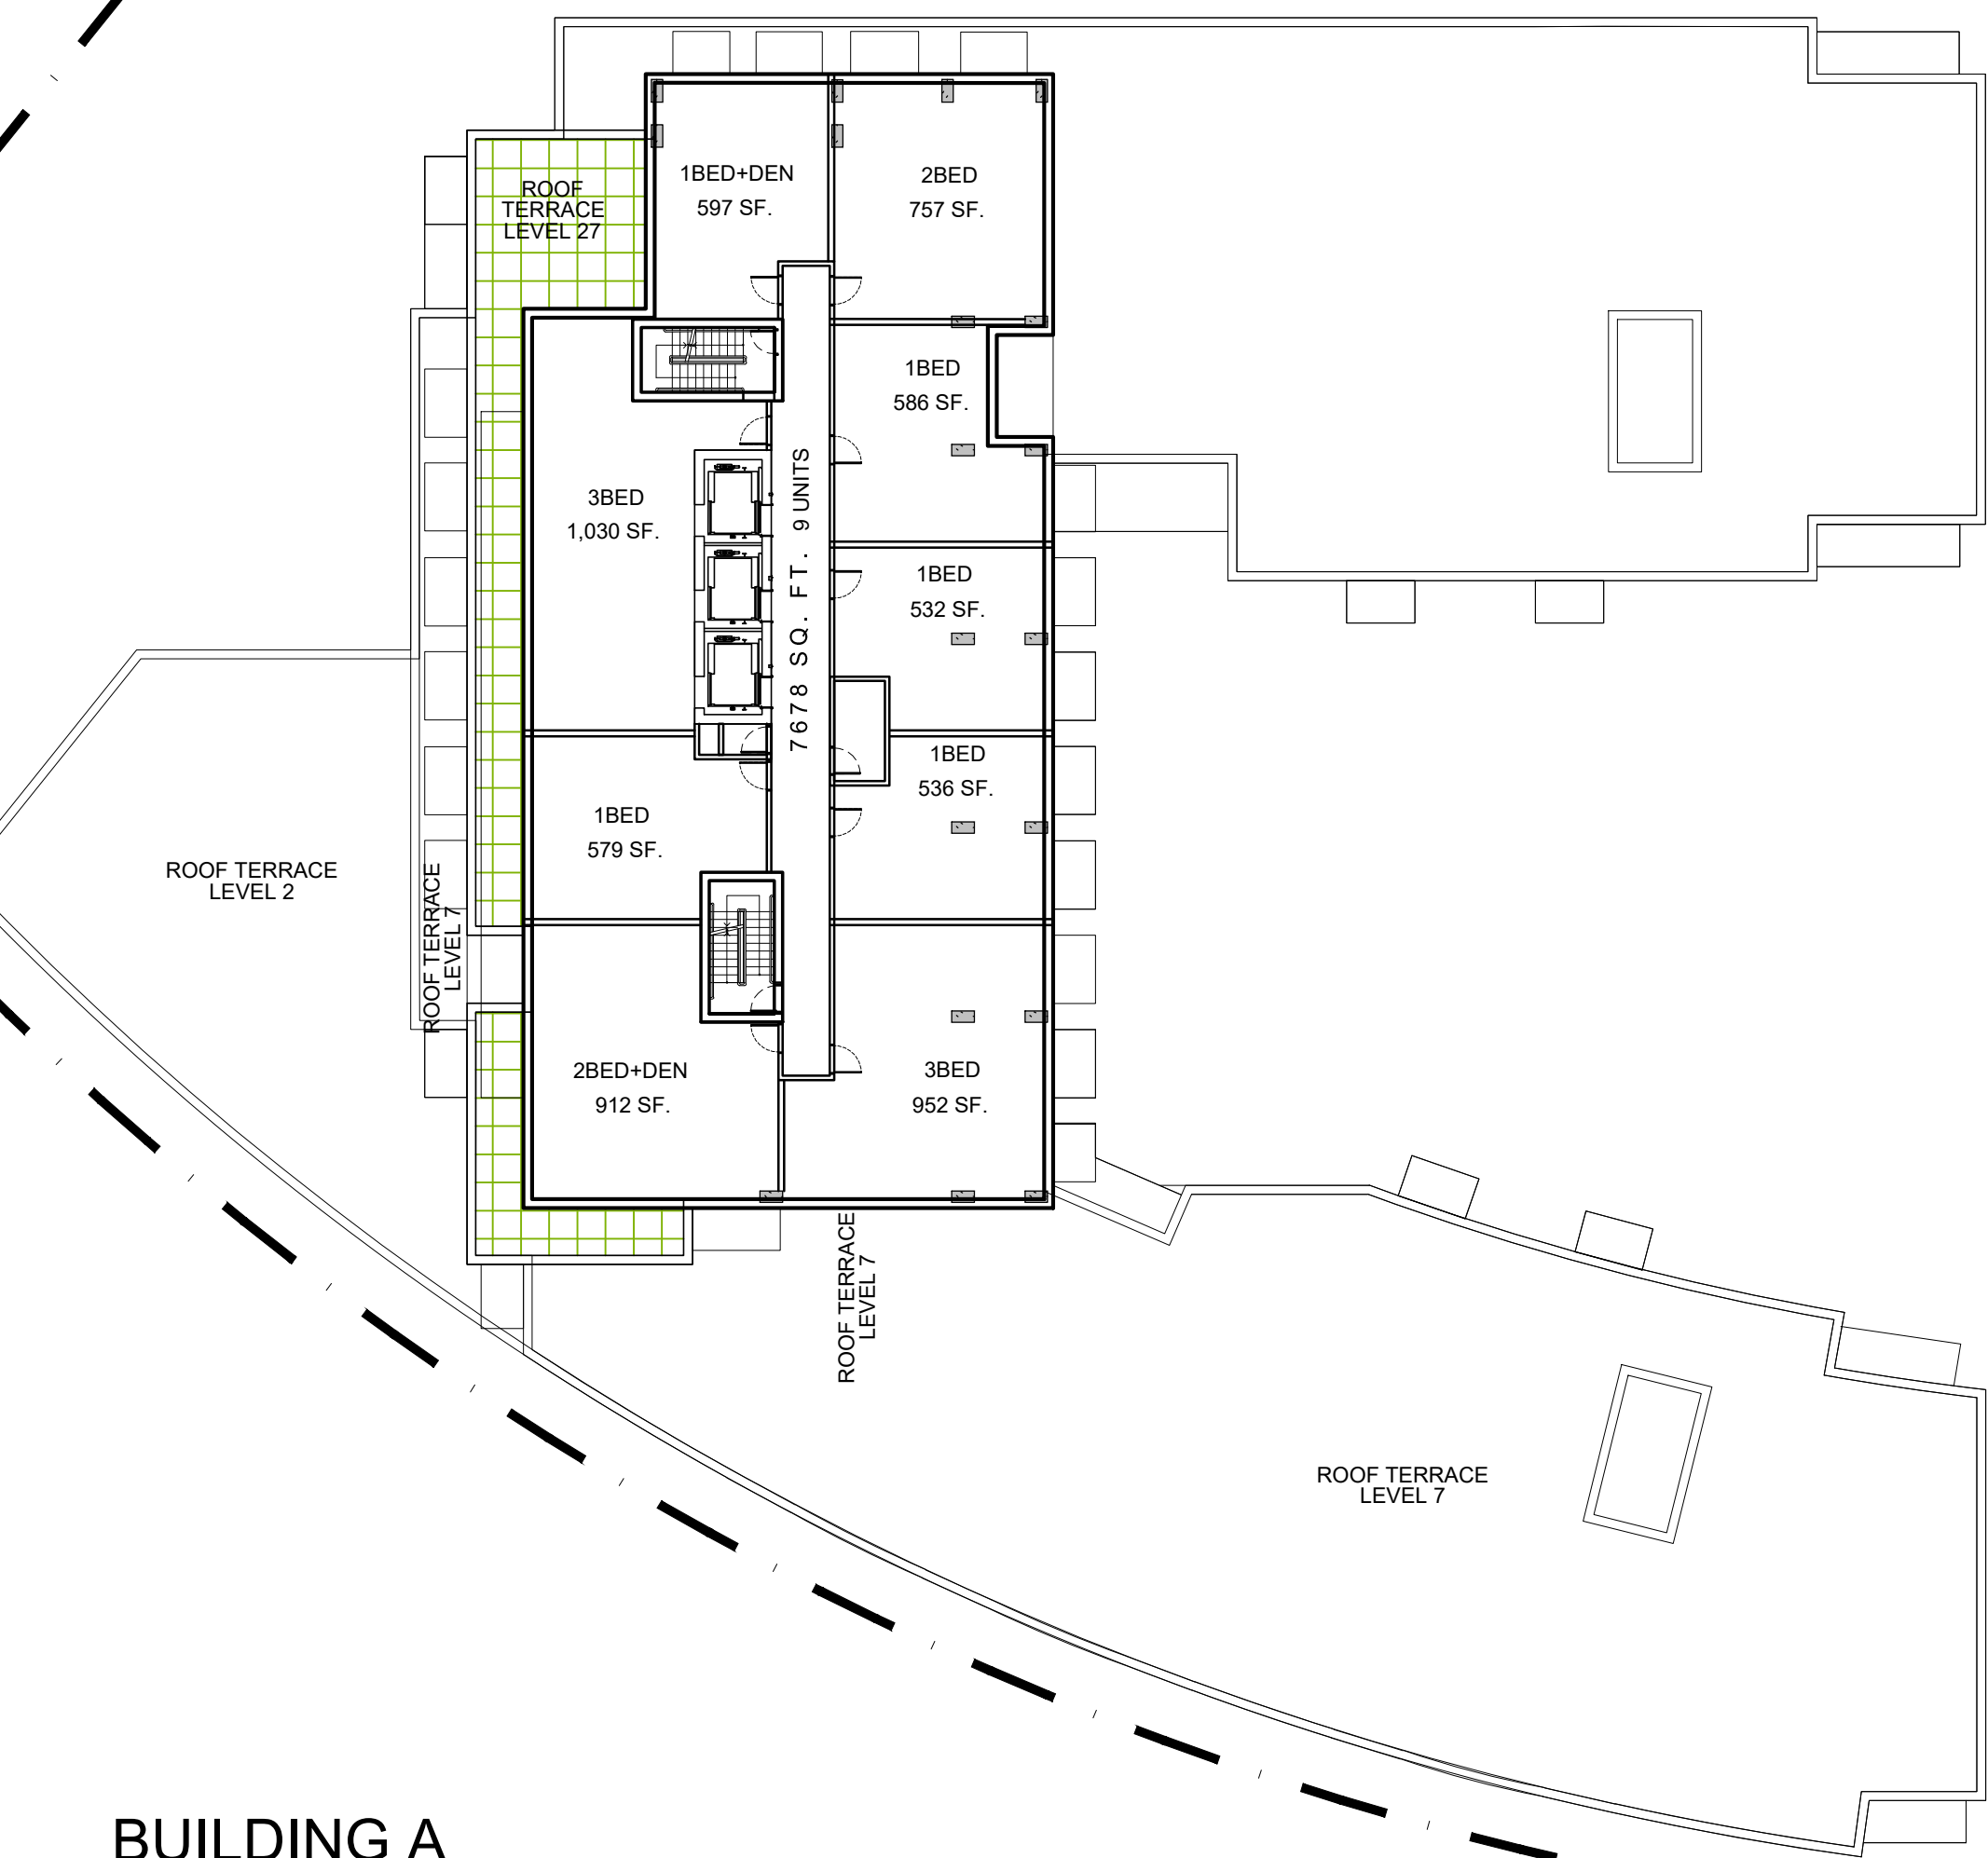 1BED+DEN
597 SF.
2BED
757 SF.
ROOF
TERRACE
LEVEL 27
1BED
586 SF.
3BED
1,030 SF.
7678 SQ. FT. 9 UNITS
1BED
532 SF.
1BED
536 SF.
1BED
579 SF.
ROOF TERRACE
LEVEL 2
ROOF TERRACE
LEVEL 7
2BED+DEN
912 SF.
3BED
952 SF.
ROOF TERRACE
LEVEL 7
ROOF TERRACE
LEVEL 7
BUILDING A